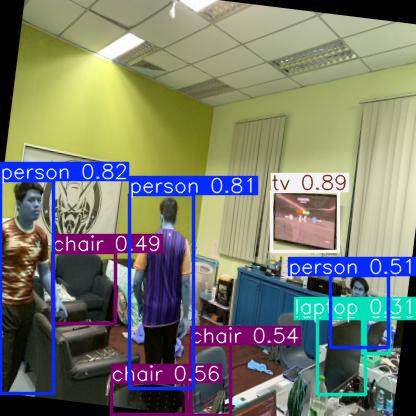 person 0.82
person 0.81
tv 0.89
chair 0.49
person 0.51
laptop 0.31
chair 0.54
chair 0.56